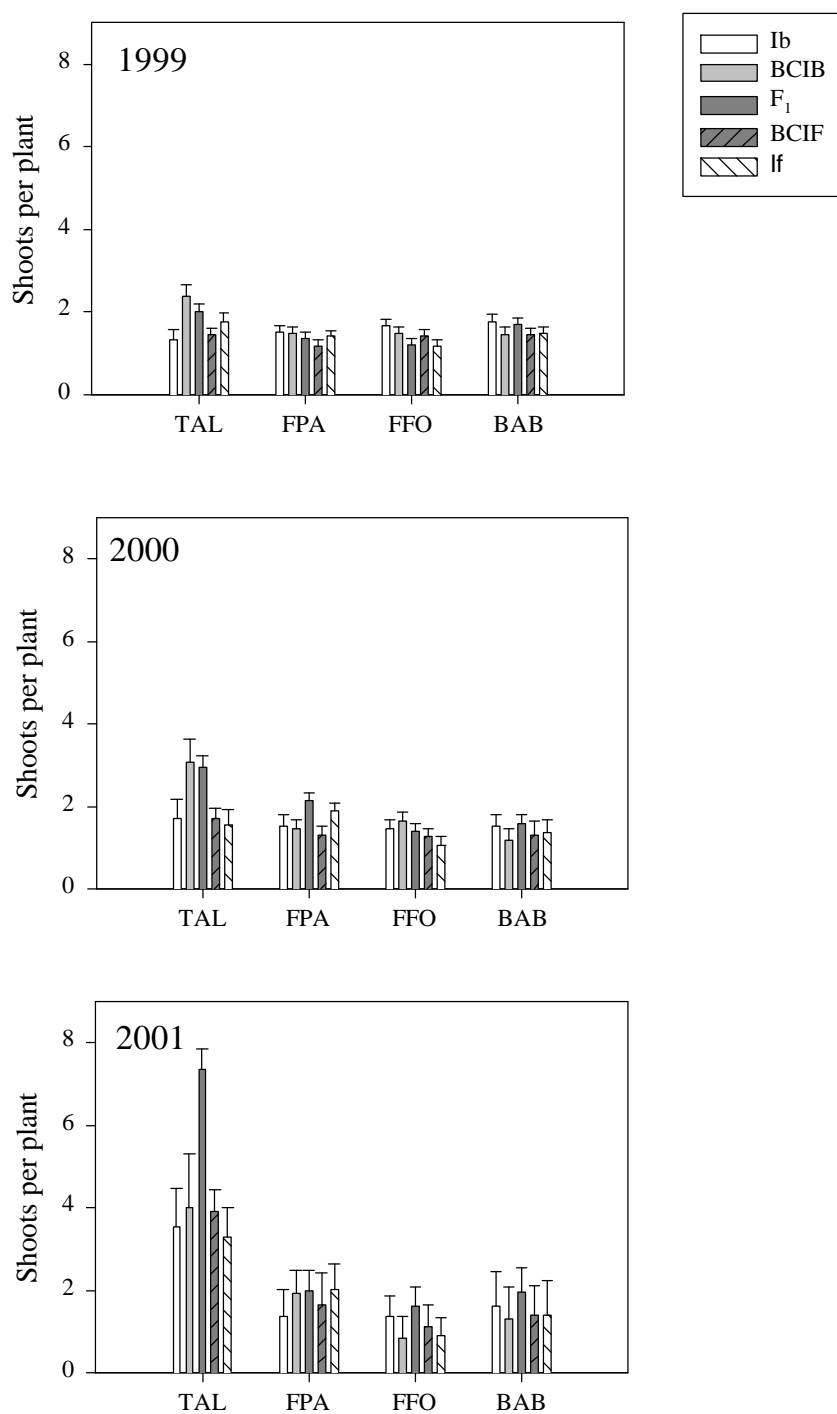 1999
Shoots per plant
8
6
4
2
0
TAL FPA FFO BAB
Ib
BCIB
F₁
BCIF
If
2000
Shoots per plant
8
6
4
2
0
TAL FPA FFO BAB
2001
Shoots per plant
8
6
4
2
0
TAL FPA FFO BAB